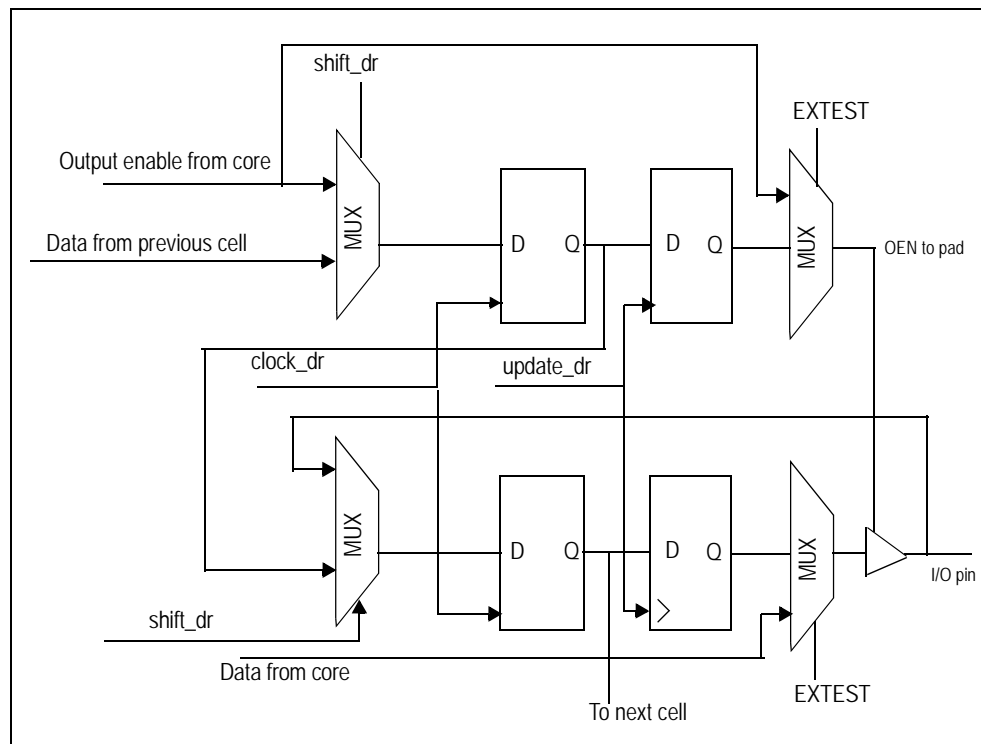 shift_dr
EXTEST
Output enable from core
MUX
MUX
Data from previous cell
D Q
D Q
OEN to pad
clock_dr
update_dr
MUX
D Q
D Q
MUX
I/O pin
shift_dr
Data from core
EXTEST
To next cell